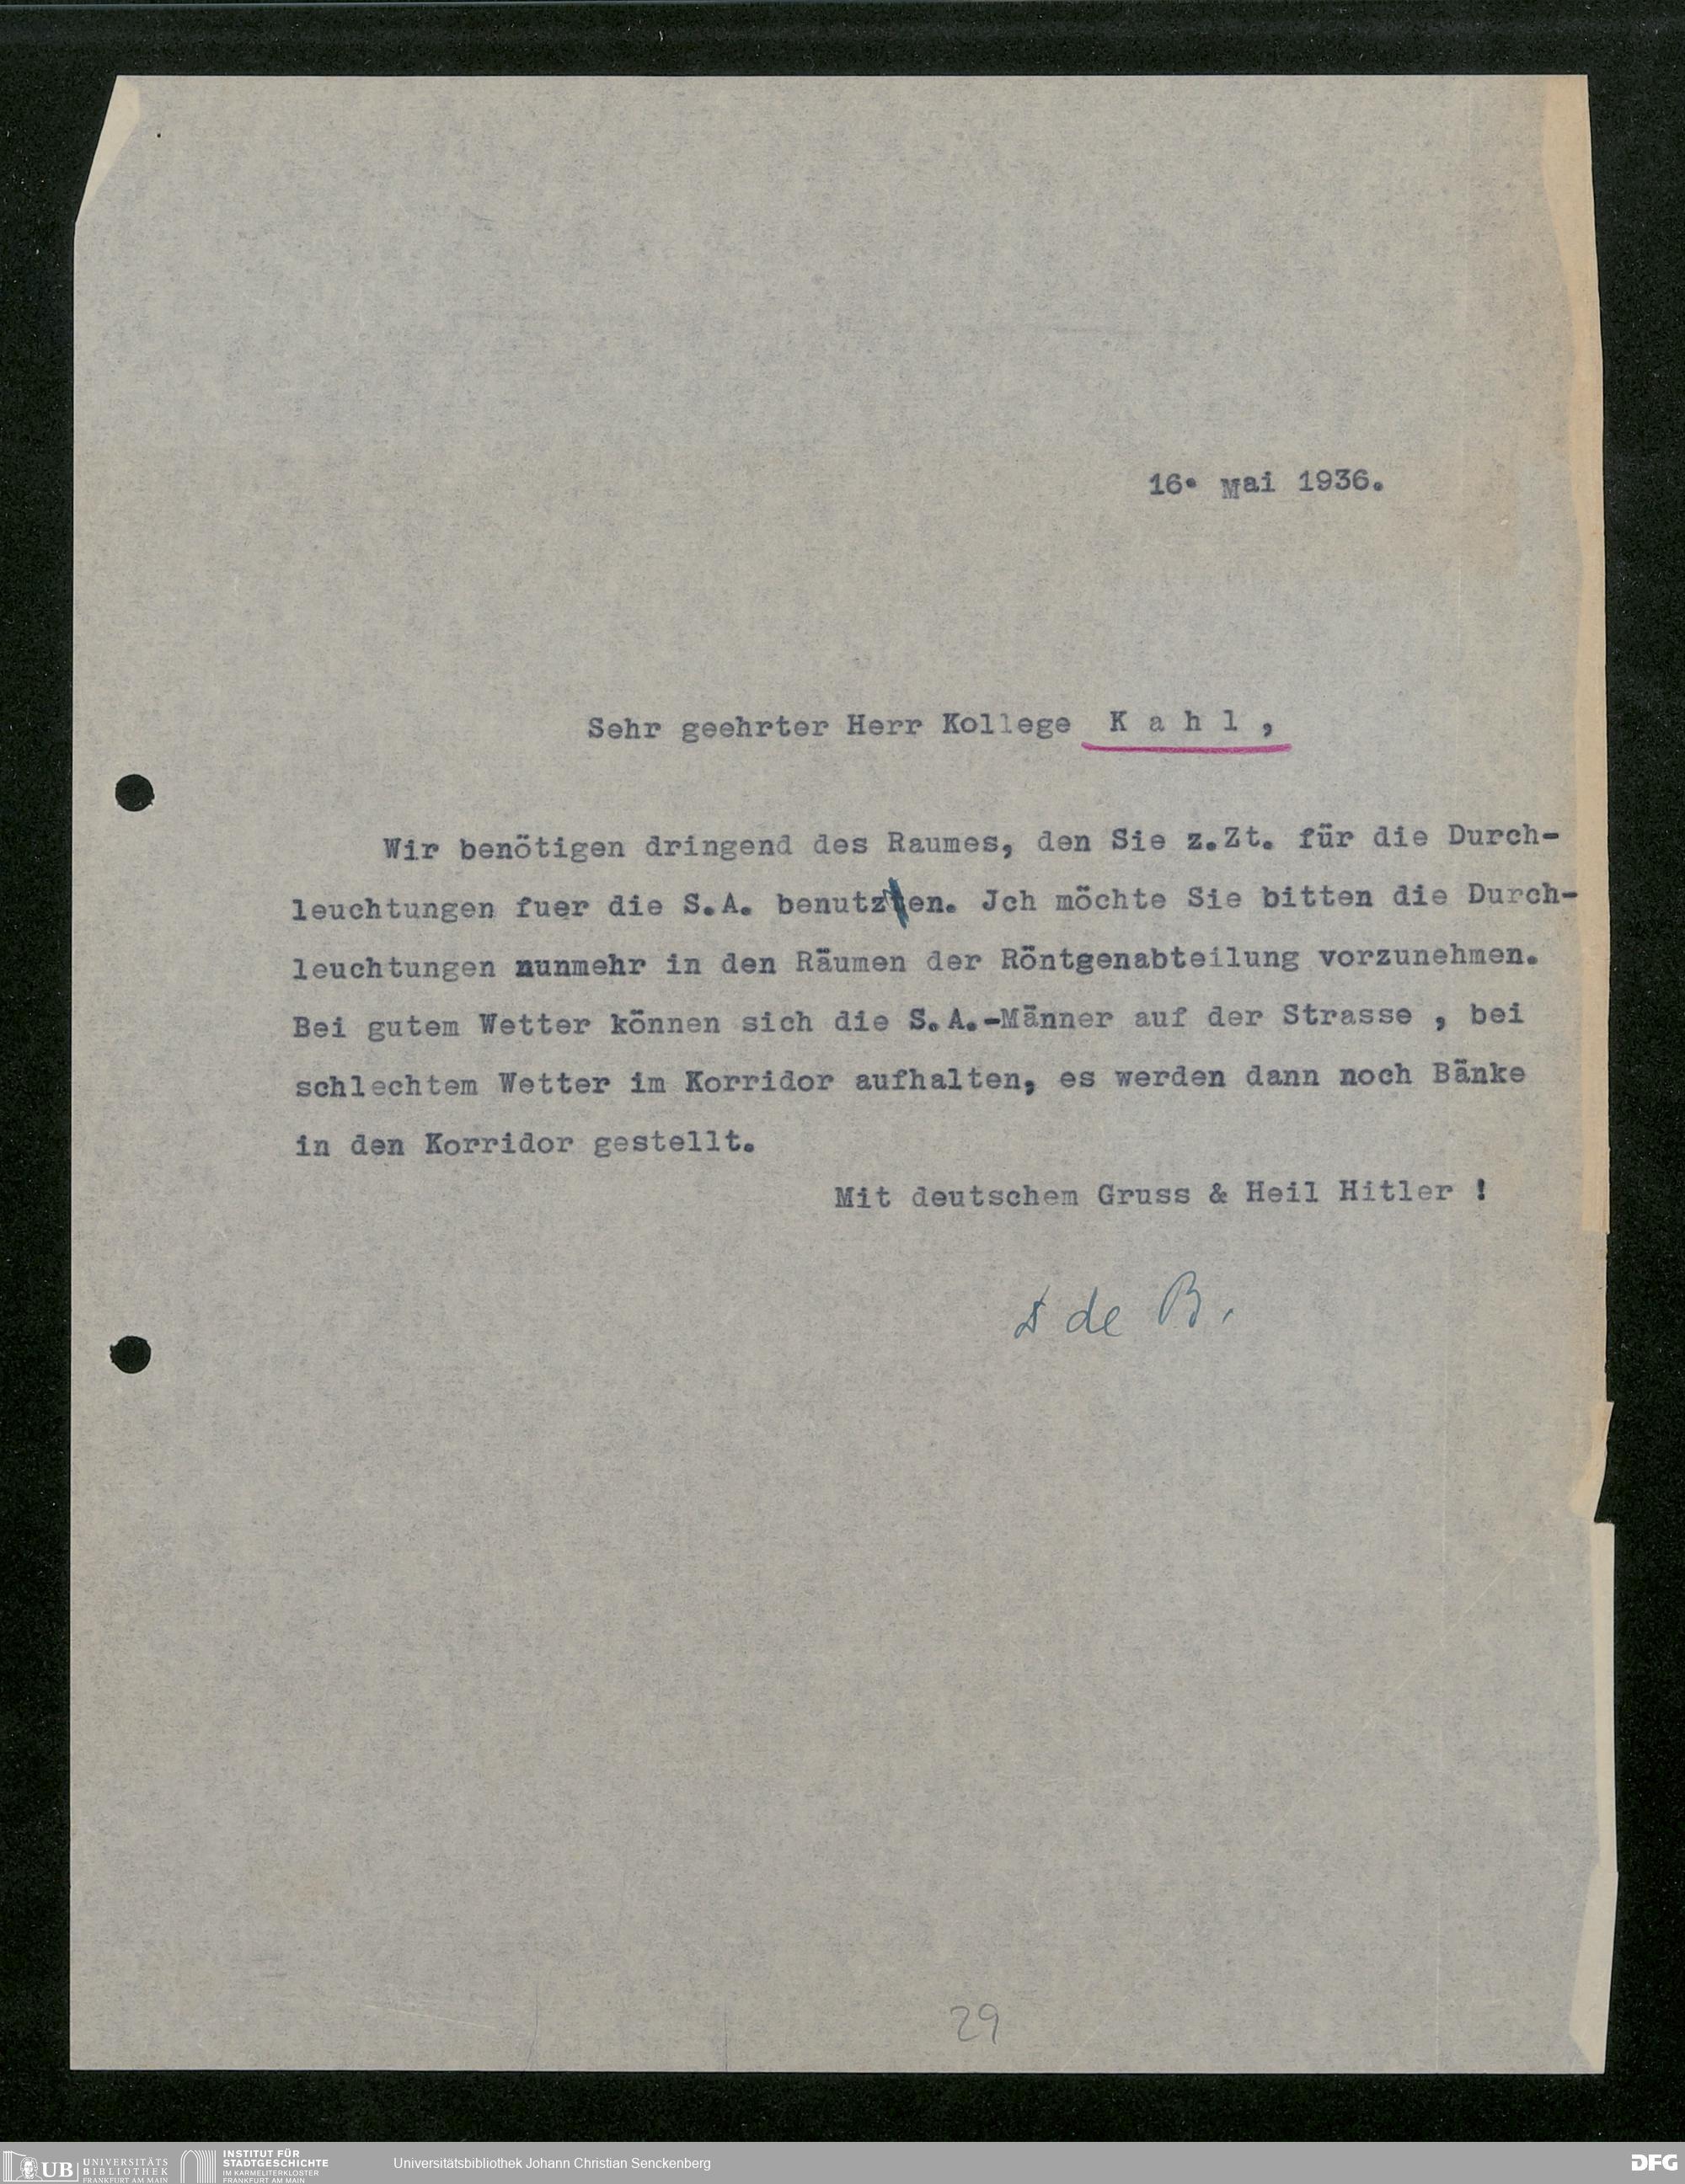 16. Mai 1936.
Sehr geehrter Herr Kollege K a h l ,
Wir benötigen dringend des Raumes, den Sie z.Zt. für die Durch-
leuchtungen fuer die S.A. benutzen. Jch möchte Sie bitten die Durch-
leuchtungen nunmehr in den Räumen der Röntgenabteilung vorzunehmen.
Bei gutem Wetter können sich die S.A.-Männer auf der Strasse , bei
schlechtem Wetter im Korridor aufhalten, es werden dann noch Bänke
in den Korridor gestellt.
Mit deutschem Gruss & Heil Hitler !
de B.
29
UB UNIVERSITÄTS BIBLIOTHEK FRANKFURT AM MAIN
INSTITUT FÜR STADTGESCHICHTE IM KARMELITERKLOSTER FRANKFURT AM MAIN
Universitätsbibliothek Johann Christian Senckenberg
DFG